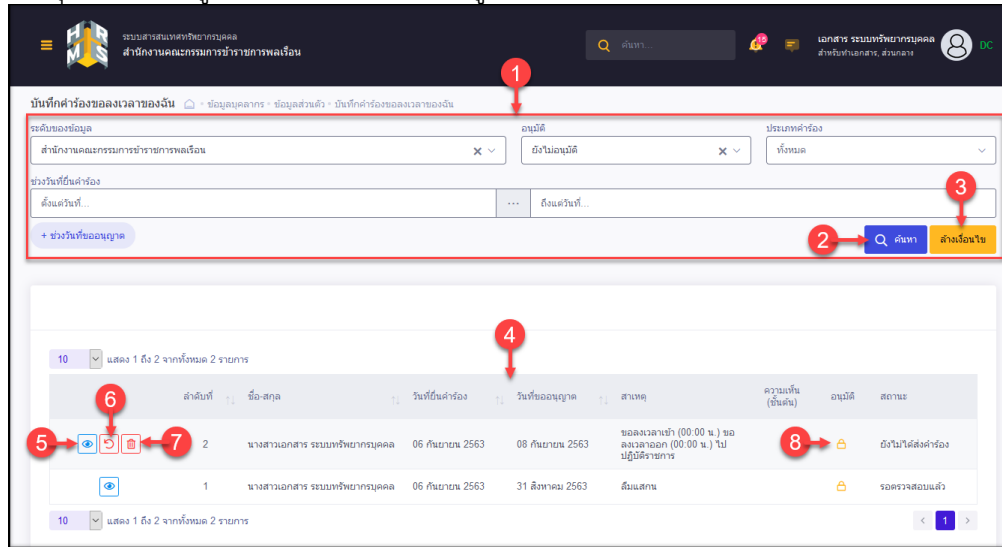 HR
MIS
ระบบสารสนเทศทรัพยากรบุคคล
สำนักงานคณะกรรมการข้าราชการพลเรือน
ค้นหา...
15
เอกสาร ระบบทรัพยากรบุคคล
สำหรับทำเอกสาร, ส่วนกลาง
DC
1
บันทึกคำร้องขอลงเวลาของฉัน
ข้อมูลบุคลากร
ข้อมูลส่วนตัว
บันทึกคำร้องขอลงเวลาของฉัน
ระดับของข้อมูล
อนุมัติ
ประเภทคำร้อง
สำนักงานคณะกรรมการข้าราชการพลเรือน
ยังไม่อนุมัติ
ทั้งหมด
ช่วงวันที่ยื่นคำร้อง
3
ตั้งแต่วันที่...
...
ถึงแต่วันที่...
+ ช่วงวันที่ขออนุญาต
2
ค้นหา
ล้างเงื่อนไข
4
10 แสดง 1 ถึง 2 จากทั้งหมด 2 รายการ
6
ลำดับที่ ชื่อ-สกุล วันที่ยื่นคำร้อง วันที่ขออนุญาต สาเหตุ ความเห็น (ชั้นต้น) อนุมัติ สถานะ
5
7
2 นางสาวเอกสาร ระบบทรัพยากรบุคคล 06 กันยายน 2563 08 กันยายน 2563
ขอลงเวลาเข้า (00:00 น.) ขอ
ลงเวลาออก (00:00 น.) ไป
ปฏิบัติราชการ
8
ยังไม่ได้ส่งคำร้อง
1 นางสาวเอกสาร ระบบทรัพยากรบุคคล 06 กันยายน 2563 31 สิงหาคม 2563 ลืมแสกน รอตรวจสอบแล้ว
10 แสดง 1 ถึง 2 จากทั้งหมด 2 รายการ
< 1 >